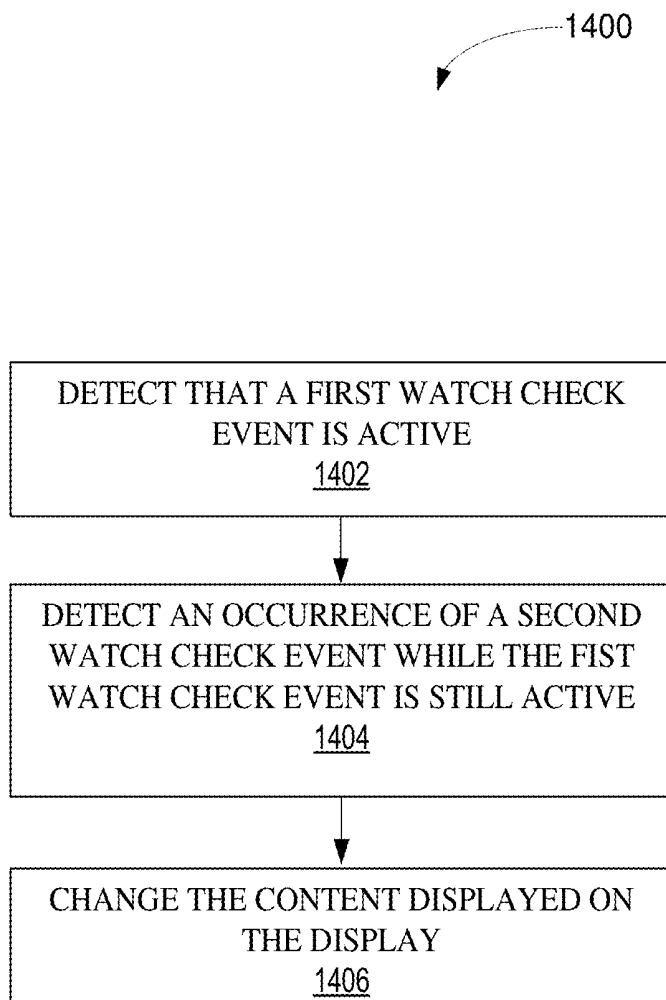 1400
DETECT THAT A FIRST WATCH CHECK
EVENT IS ACTIVE
1402
DETECT AN OCCURRENCE OF A SECOND
WATCH CHECK EVENT WHILE THE FIST
WATCH CHECK EVENT IS STILL ACTIVE
1404
CHANGE THE CONTENT DISPLAYED ON
THE DISPLAY
1406